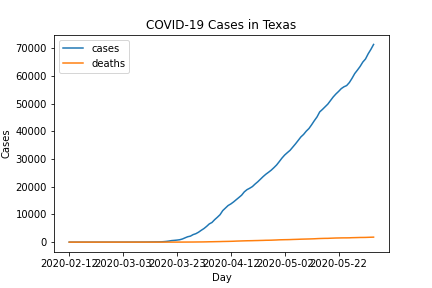 COVID-19 Cases in Texas
cases
deaths
70000
60000
50000
40000
30000
20000
10000
0
Cases
2020-02-12 2020-03-03 2020-03-23 2020-04-12 2020-05-02 2020-05-22
Day